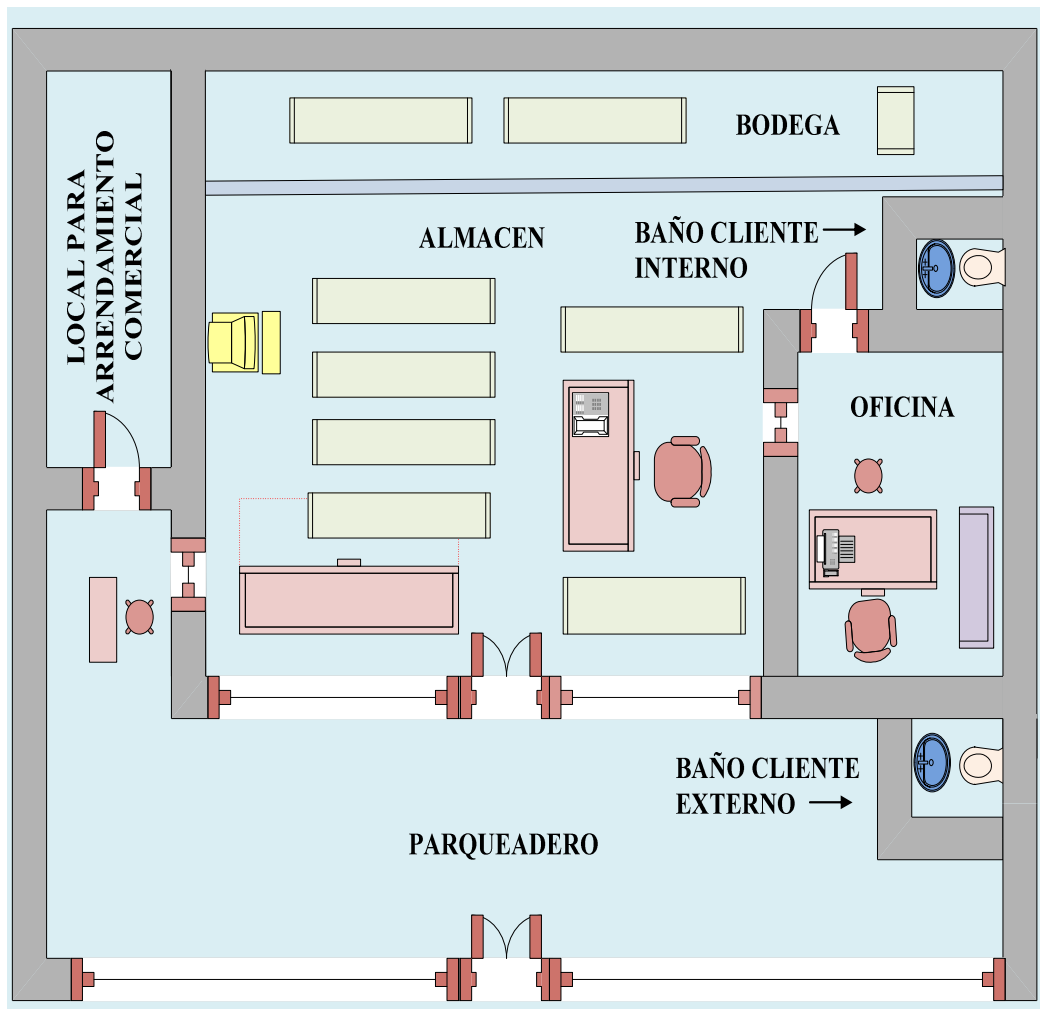 BODEGA
LOCAL PARA
ARRENDAMIENTO
COMERCIAL
ALMACEN
BAÑO CLIENTE
INTERNO
OFICINA
BAÑO CLIENTE
EXTERNO
PARQUEADERO